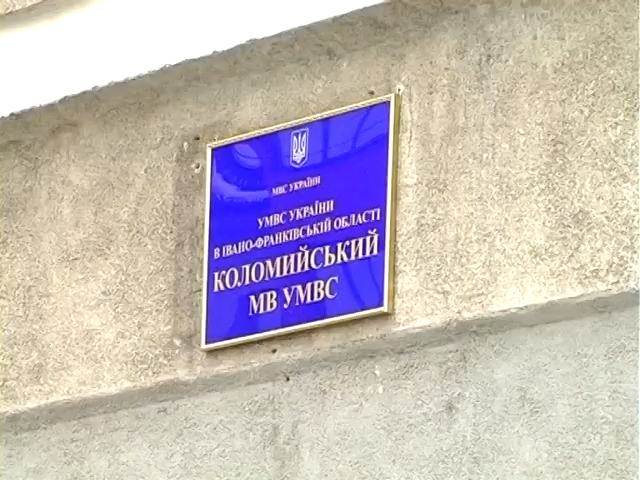 МВС УКРАЇНИ
УМВС УКРАЇНИ
В ІВАНО-ФРАНКІВСЬКІЙ ОБЛАСТІ
КОЛОМИЙСЬКИЙ
МВ УМВС